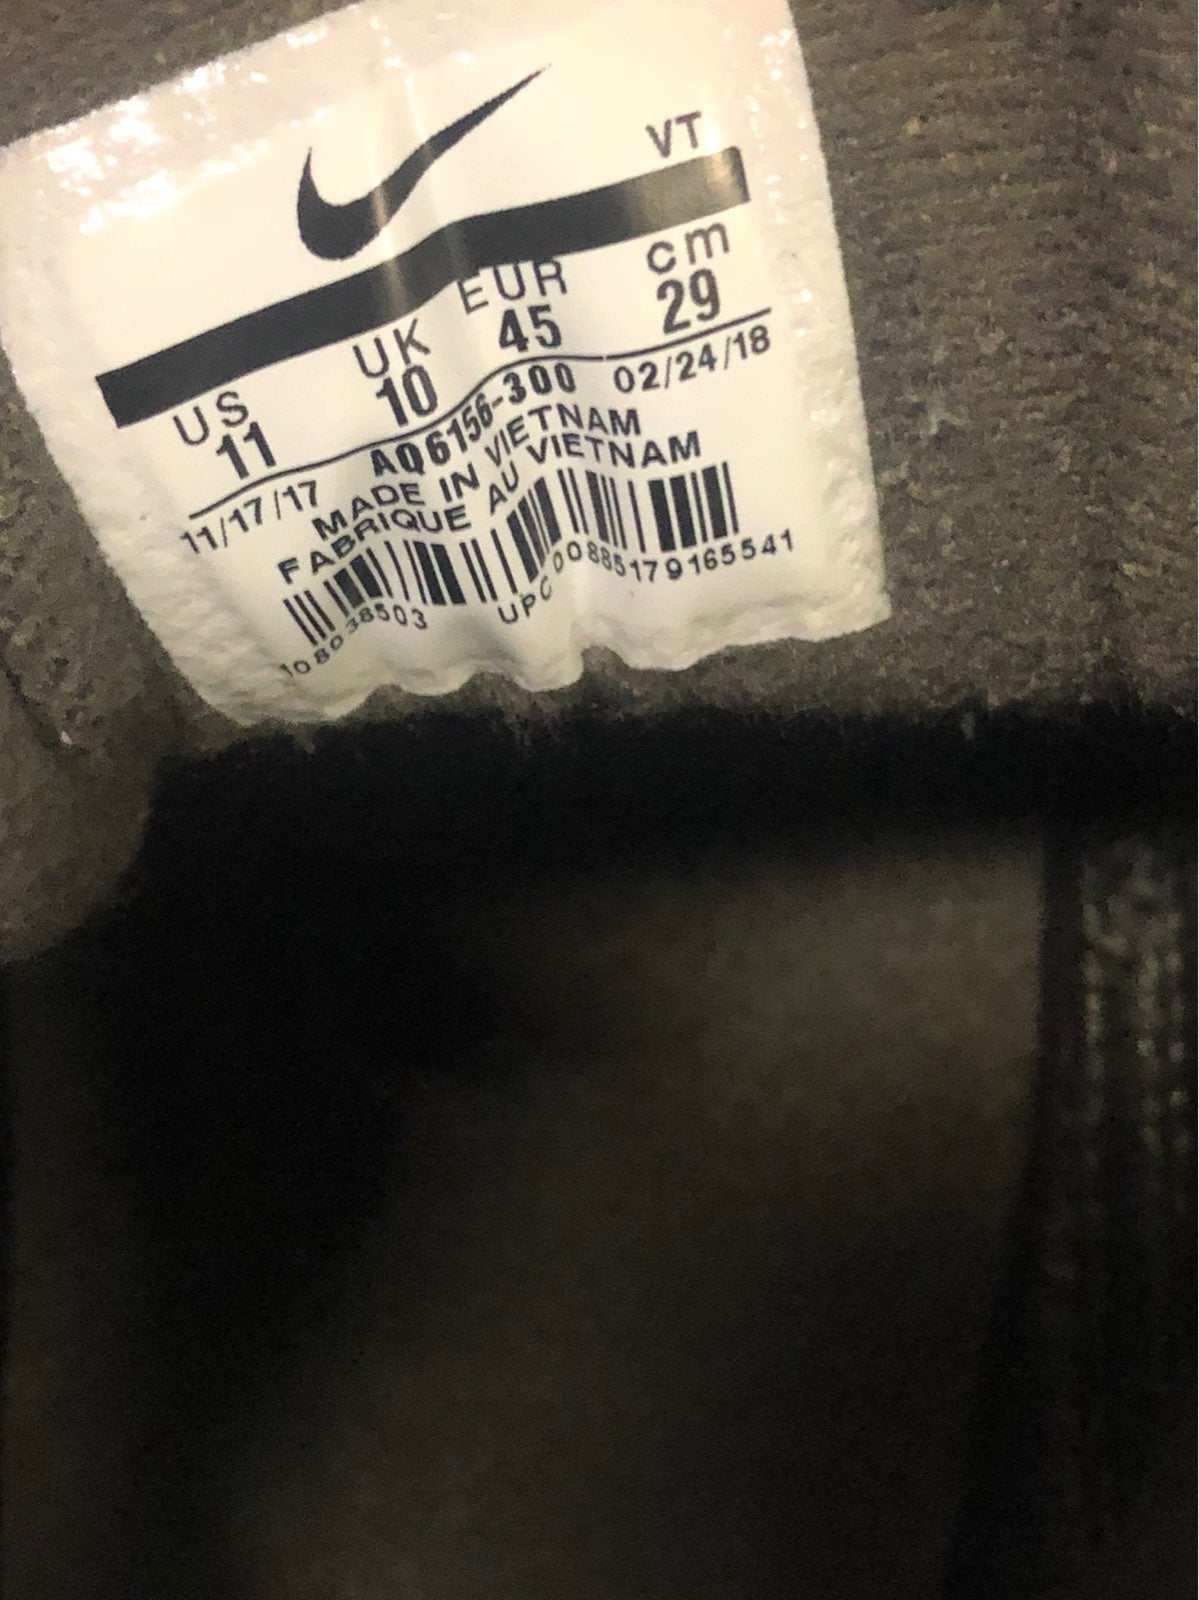 VT
US UK EUR cm
11 10 45 29
11/17/17 AQ6156-300 02/24/18
MADE IN VIETNAM
FABRIQUE AU VIETNAM
108038503 UPC 00885179165541